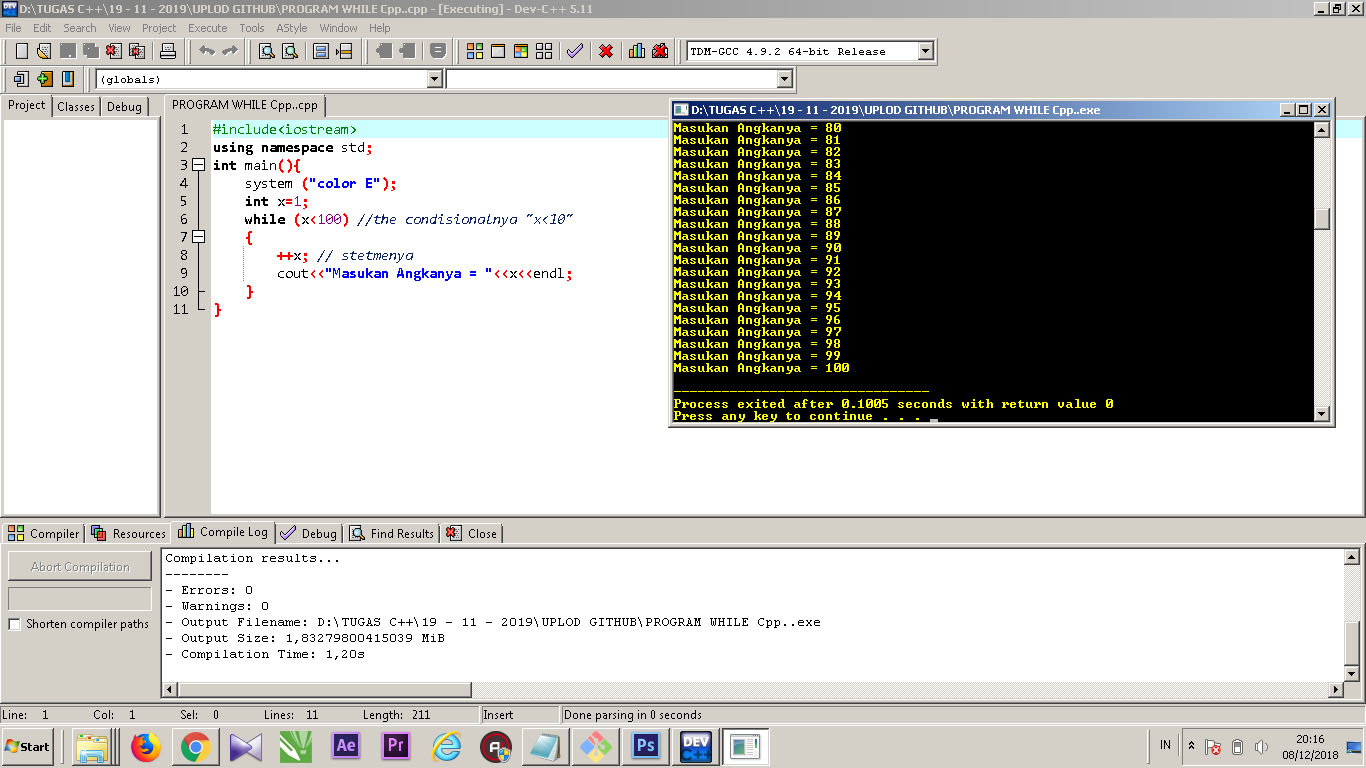 D:\TUGAS C++\19 - 11 - 2019\UPLOD GITHUB\PROGRAM WHILE Cpp..cpp - [Executing] - Dev-C++ 5.11
File Edit Search View Project Execute Tools AStyle Window Help
TDM-GCC 4.9.2 64-bit Release
(globals)
Project Classes Debug
PROGRAM WHILE Cpp..cpp
1 #include<iostream>
2 using namespace std;
3 int main(){
4 system ("color E");
5 int x=1;
6 while (x<100) //the condisionalnya "x<10"
7 {
8 ++x; // stetmenya
9 cout<<"Masukan Angkanya = "<<x<<endl;
10 }
11 }
D:\TUGAS C++\19 - 11 - 2019\UPLOD GITHUB\PROGRAM WHILE Cpp..exe
Masukan Angkanya = 80
Masukan Angkanya = 81
Masukan Angkanya = 82
Masukan Angkanya = 83
Masukan Angkanya = 84
Masukan Angkanya = 85
Masukan Angkanya = 86
Masukan Angkanya = 87
Masukan Angkanya = 88
Masukan Angkanya = 89
Masukan Angkanya = 90
Masukan Angkanya = 91
Masukan Angkanya = 92
Masukan Angkanya = 93
Masukan Angkanya = 94
Masukan Angkanya = 95
Masukan Angkanya = 96
Masukan Angkanya = 97
Masukan Angkanya = 98
Masukan Angkanya = 99
Masukan Angkanya = 100
--------------------------------
Process exited after 0.1005 seconds with return value 0
Press any key to continue . . .
Compiler Resources Compile Log Debug Find Results Close
Abort Compilation
Shorten compiler paths
Compilation results...
--------
- Errors: 0
- Warnings: 0
- Output Filename: D:\TUGAS C++\19 - 11 - 2019\UPLOD GITHUB\PROGRAM WHILE Cpp..exe
- Output Size: 1,83279800415039 MiB
- Compilation Time: 1,20s
Line: 1 Col: 1 Sel: 0 Lines: 11 Length: 211 Insert Done parsing in 0 seconds
Start
Ae
Pr
Ps
DEV
IN
20:16
08/12/2018